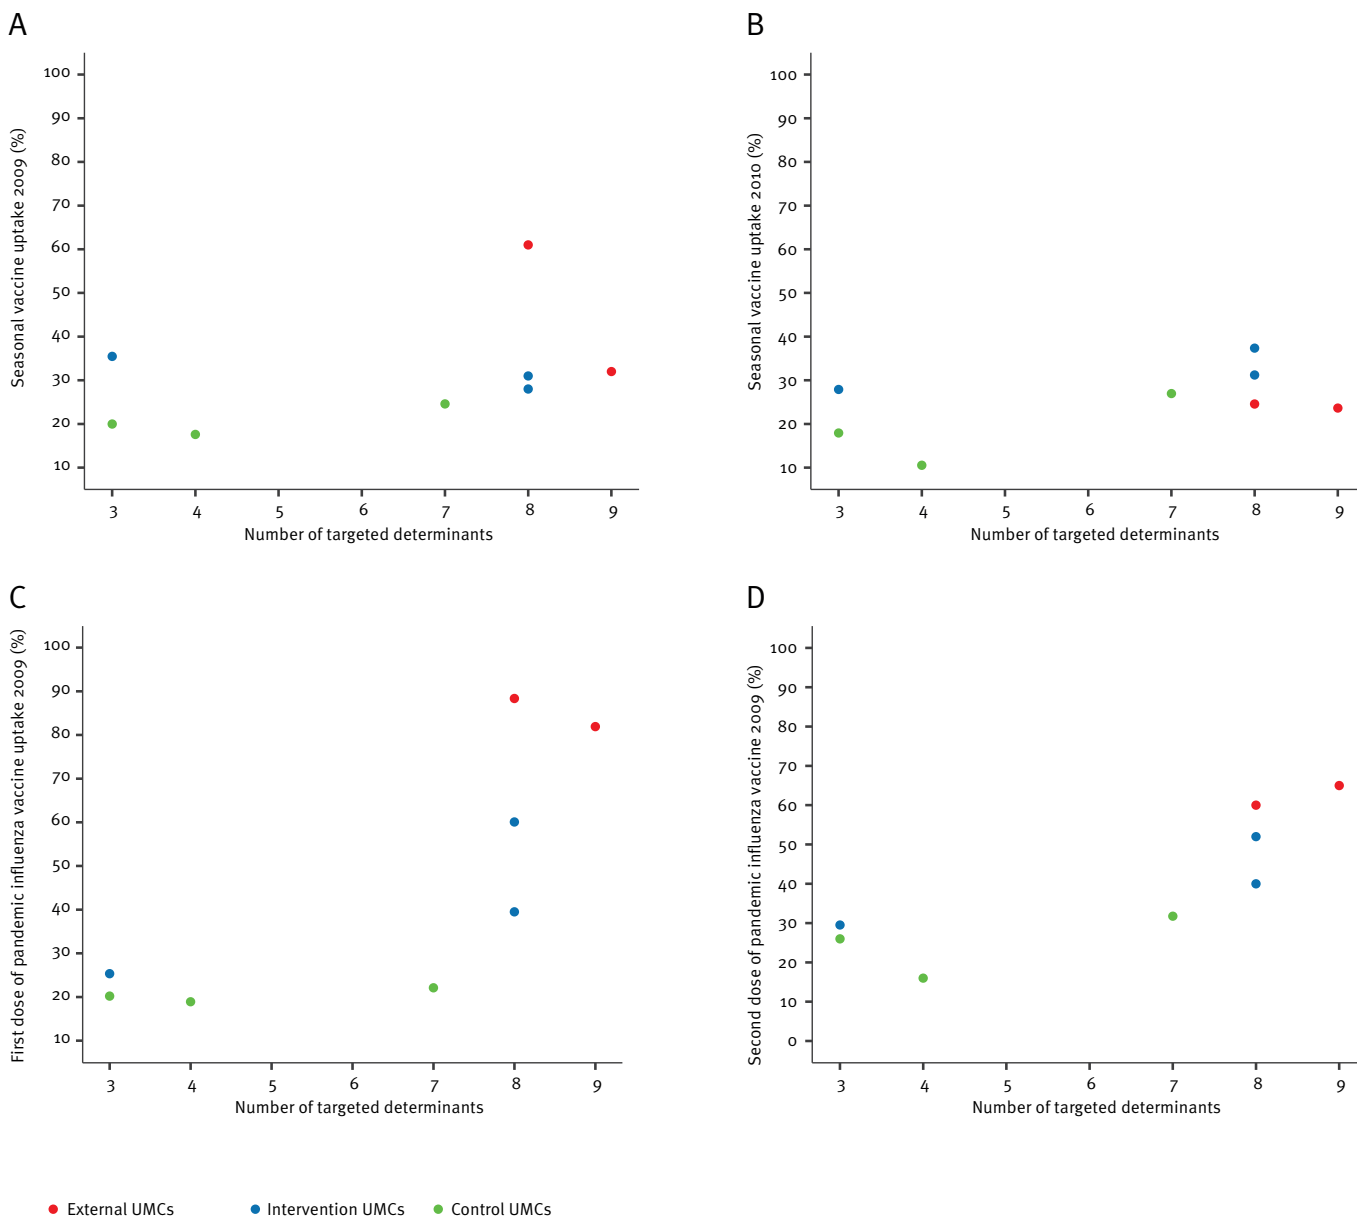 A
Seasonal vaccine uptake 2009 (%)
100
90
80
70
60
50
40
30
20
10
3 4 5 6 7 8 9
Number of targeted determinants
B
Seasonal vaccine uptake 2010 (%)
100
90
80
70
60
50
40
30
20
10
3 4 5 6 7 8 9
Number of targeted determinants
C
First dose of pandemic influenza vaccine uptake 2009 (%)
100
90
80
70
60
50
40
30
20
10
3 4 5 6 7 8 9
Number of targeted determinants
D
Second dose of pandemic influenza vaccine 2009 (%)
100
90
80
70
60
50
40
30
20
10
0
3 4 5 6 7 8 9
Number of targeted determinants
External UMCs Intervention UMCs Control UMCs